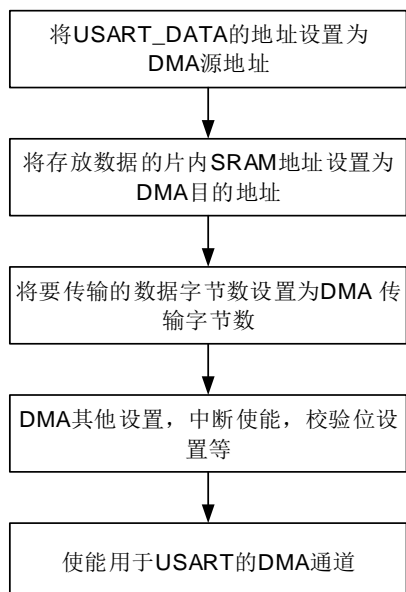 将USART_DATA的地址设置为
DMA源地址
将存放数据的片内SRAM地址设置为
DMA目的地址
将要传输的数据字节数设置为DMA 传
输字节数
DMA其他设置，中断使能，校验位设
置等
使能用于USART的DMA通道